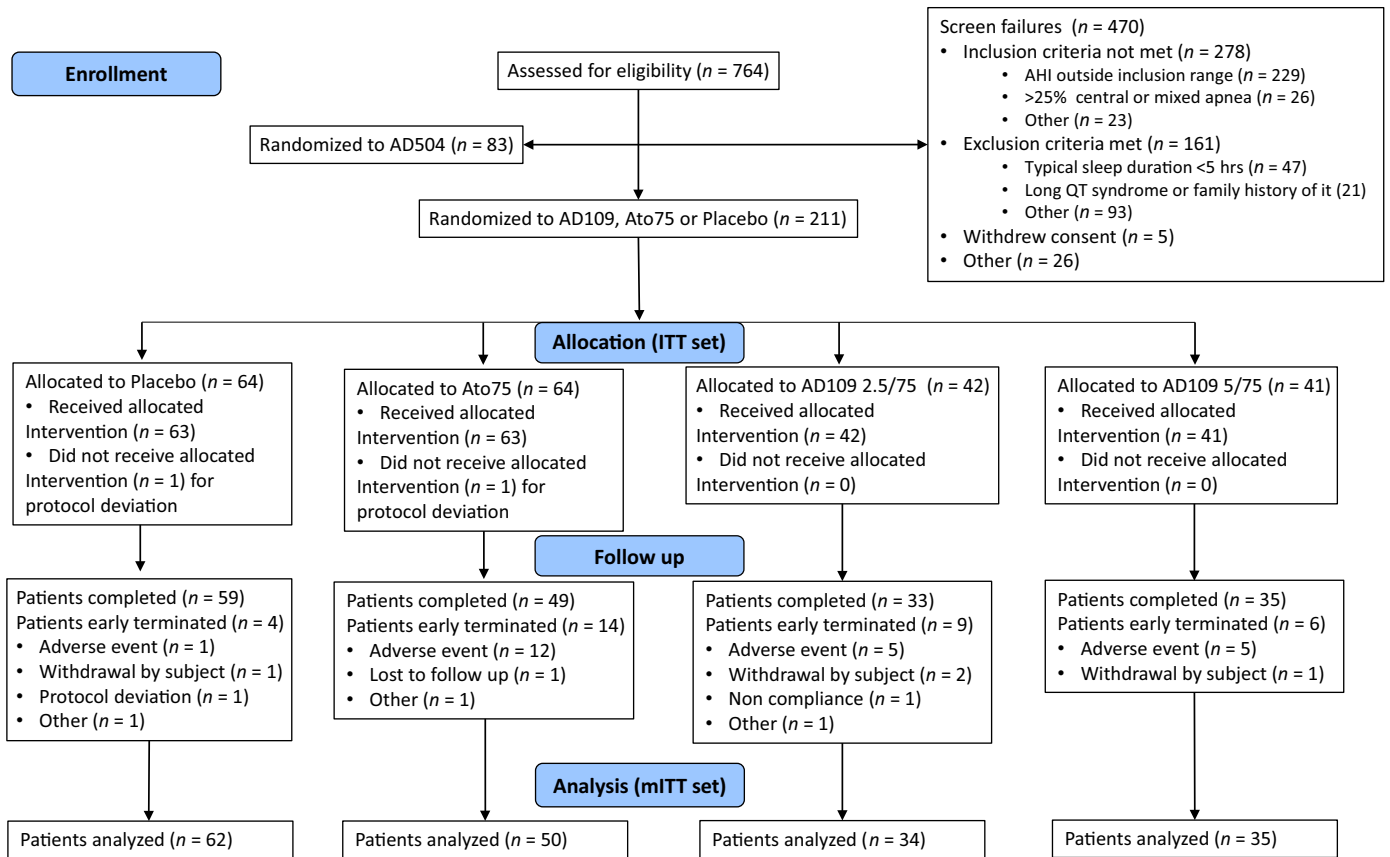 Enrollment
Assessed for eligibility (n = 764)
Screen failures (n = 470)
• Inclusion criteria not met (n = 278)
• AHI outside inclusion range (n = 229)
• >25% central or mixed apnea (n = 26)
• Other (n = 23)
• Exclusion criteria met (n = 161)
• Typical sleep duration <5 hrs (n = 47)
• Long QT syndrome or family history of it (21)
• Other (n = 93)
• Withdrew consent (n = 5)
• Other (n = 26)
Randomized to AD504 (n = 83)
Randomized to AD109, Ato75 or Placebo (n = 211)
Allocation (ITT set)
Allocated to Placebo (n = 64)
• Received allocated
Intervention (n = 63)
• Did not receive allocated
Intervention (n = 1) for
protocol deviation
Allocated to Ato75 (n = 64)
• Received allocated
Intervention (n = 63)
• Did not receive allocated
Intervention (n = 1) for
protocol deviation
Allocated to AD109 2.5/75 (n = 42)
• Received allocated
Intervention (n = 42)
• Did not receive allocated
Intervention (n = 0)
Allocated to AD109 5/75 (n = 41)
• Received allocated
Intervention (n = 41)
• Did not receive allocated
Intervention (n = 0)
Follow up
Patients completed (n = 59)
Patients early terminated (n = 4)
• Adverse event (n = 1)
• Withdrawal by subject (n = 1)
• Protocol deviation (n = 1)
• Other (n = 1)
Patients completed (n = 49)
Patients early terminated (n = 14)
• Adverse event (n = 12)
• Lost to follow up (n = 1)
• Other (n = 1)
Patients completed (n = 33)
Patients early terminated (n = 9)
• Adverse event (n = 5)
• Withdrawal by subject (n = 2)
• Non compliance (n = 1)
• Other (n = 1)
Patients completed (n = 35)
Patients early terminated (n = 6)
• Adverse event (n = 5)
• Withdrawal by subject (n = 1)
Analysis (mITT set)
Patients analyzed (n = 62)
Patients analyzed (n = 50)
Patients analyzed (n = 34)
Patients analyzed (n = 35)